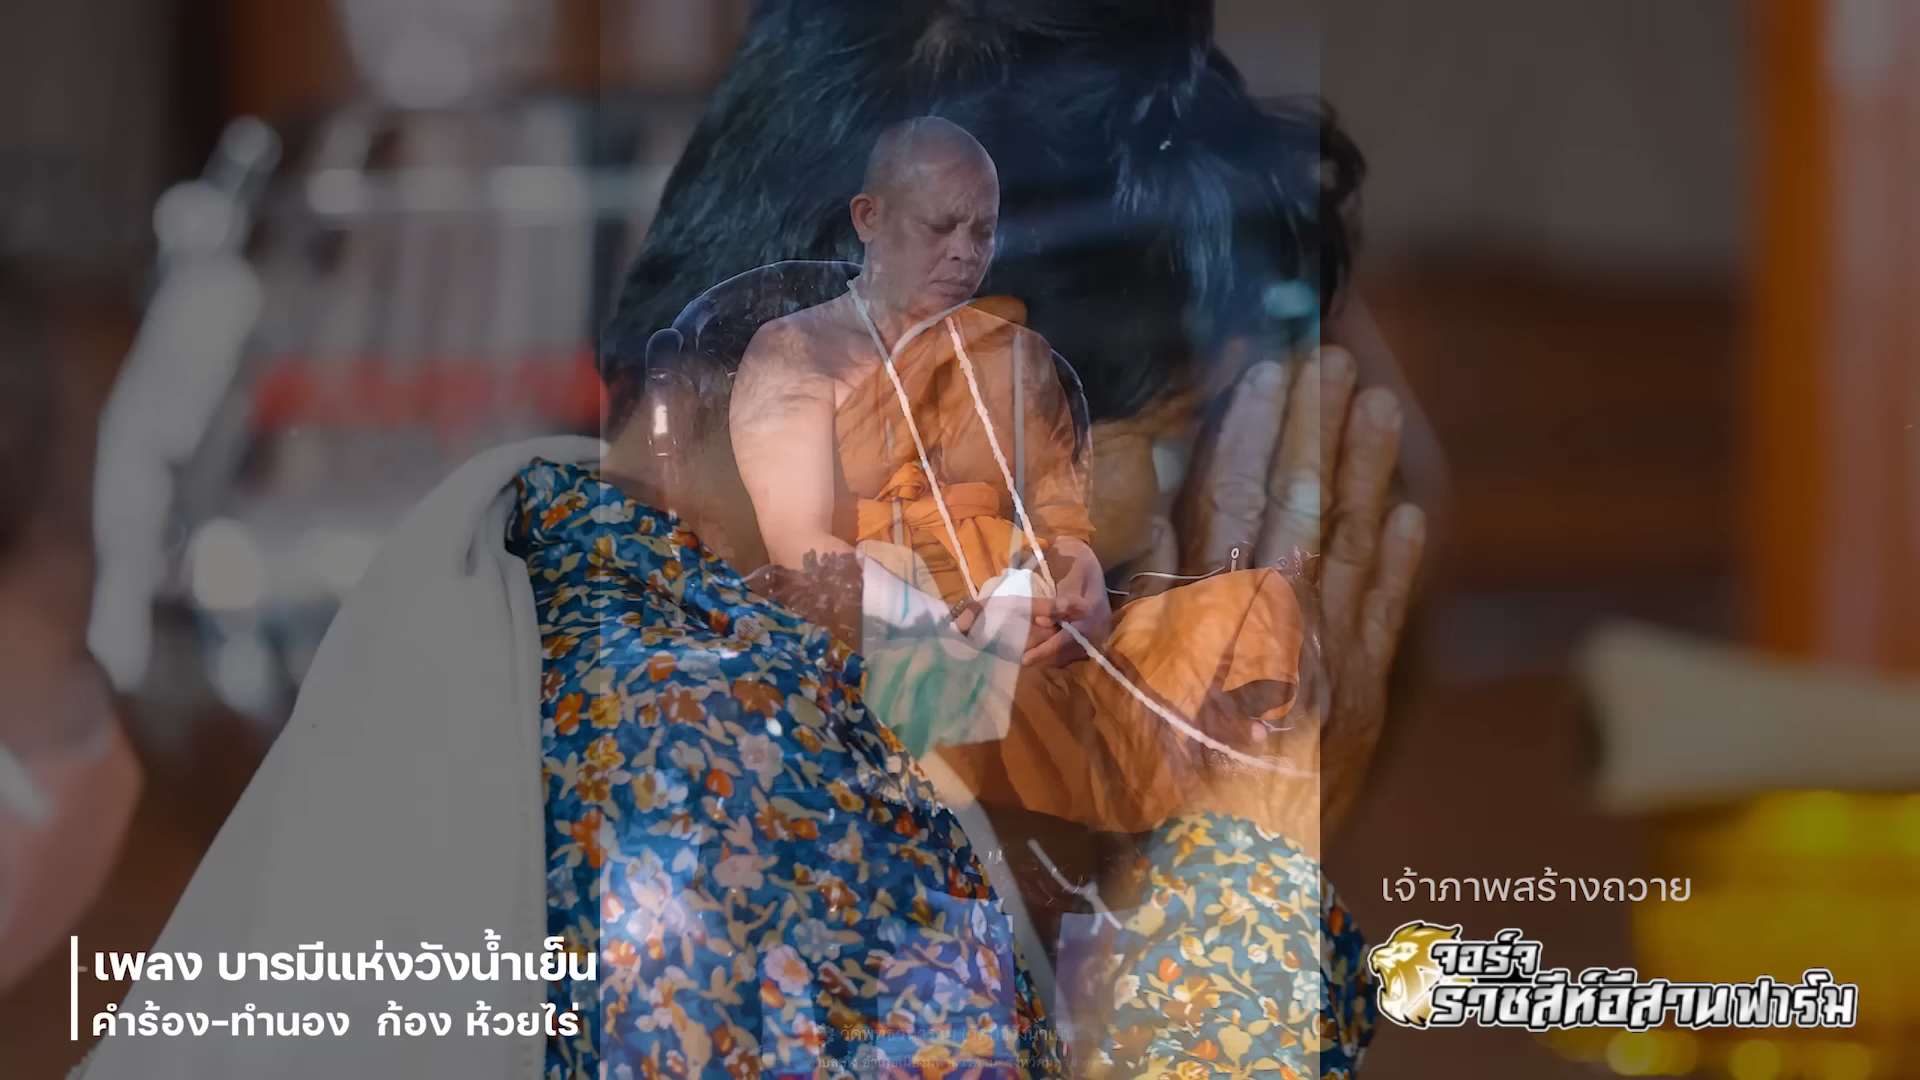 เจ้าภาพสร้างถวาย
จอร์จ
ราชสีห์อีสานฟาร์ม
เพลง บารมีแห่งวังน้ำเย็น
คำร้อง-ทำนอง ก้อง ห้วยไร่